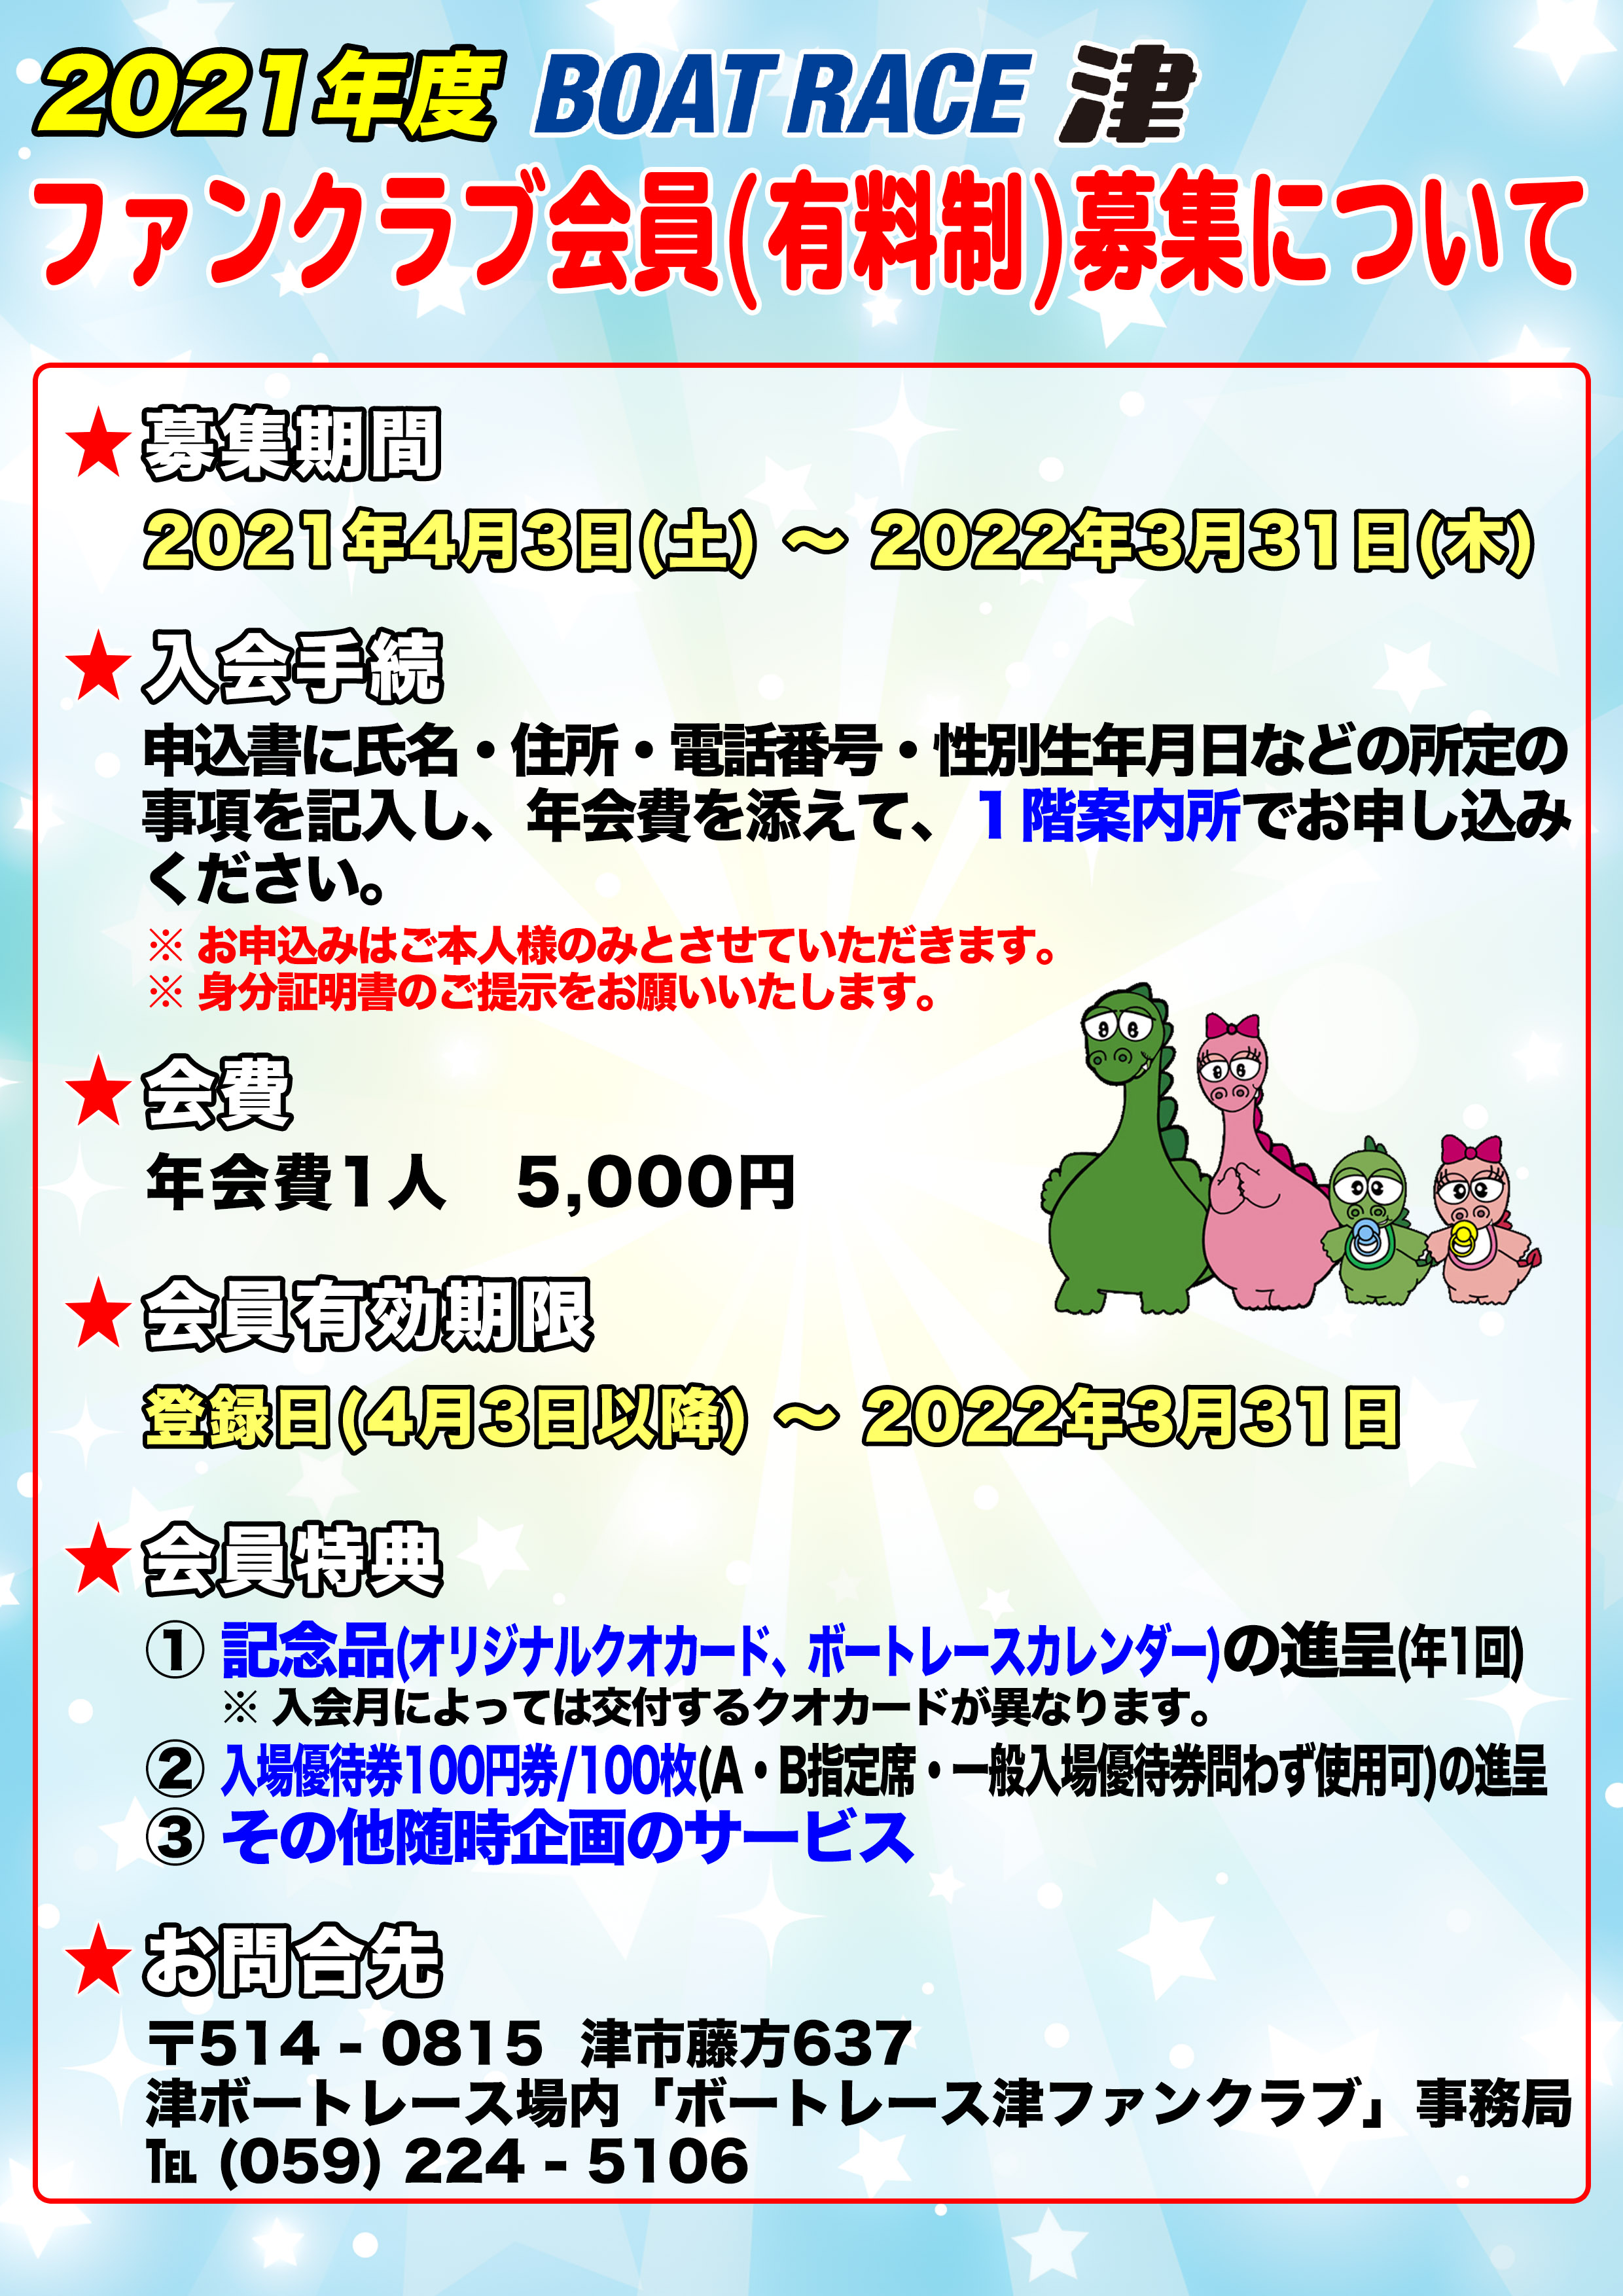 2021年度 BOAT RACE 津
ファンクラブ会員(有料制)募集について
★募集期間
2021年4月3日(土) ～ 2022年3月31日(木)
★入会手続
申込書に氏名・住所・電話番号・性別生年月日などの所定の
事項を記入し、年会費を添えて、１階案内所でお申し込み
ください。
※ お申込みはご本人様のみとさせていただきます。
※ 身分証明書のご提示をお願いいたします。
★会費
年会費1人　5,000円
★会員有効期限
登録日(4月3日以降) ～ 2022年3月31日
★会員特典
① 記念品(オリジナルクオカード、ボートレースカレンダー)の進呈(年1回)
※ 入会月によっては交付するクオカードが異なります。
② 入場優待券100円券/100枚(A・B指定席・一般入場優待券問わず使用可)の進呈
③ その他随時企画のサービス
★お問合先
〒514 - 0815 津市藤方637
津ボートレース場内「ボートレース津ファンクラブ」事務局
℡ (059) 224 - 5106